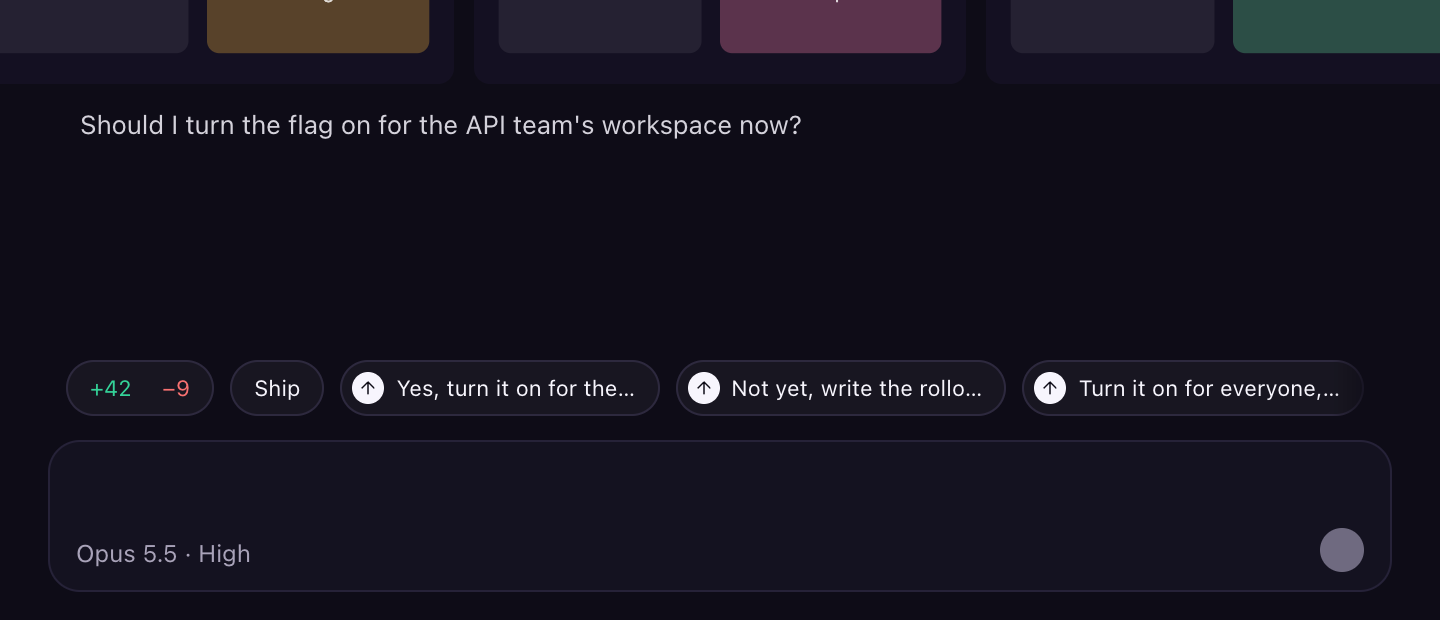 Should I turn the flag on for the API team's workspace now?
+42 −9
Ship
Yes, turn it on for the...
Not yet, write the rollo...
Turn it on for everyone,...
Opus 5.5 · High